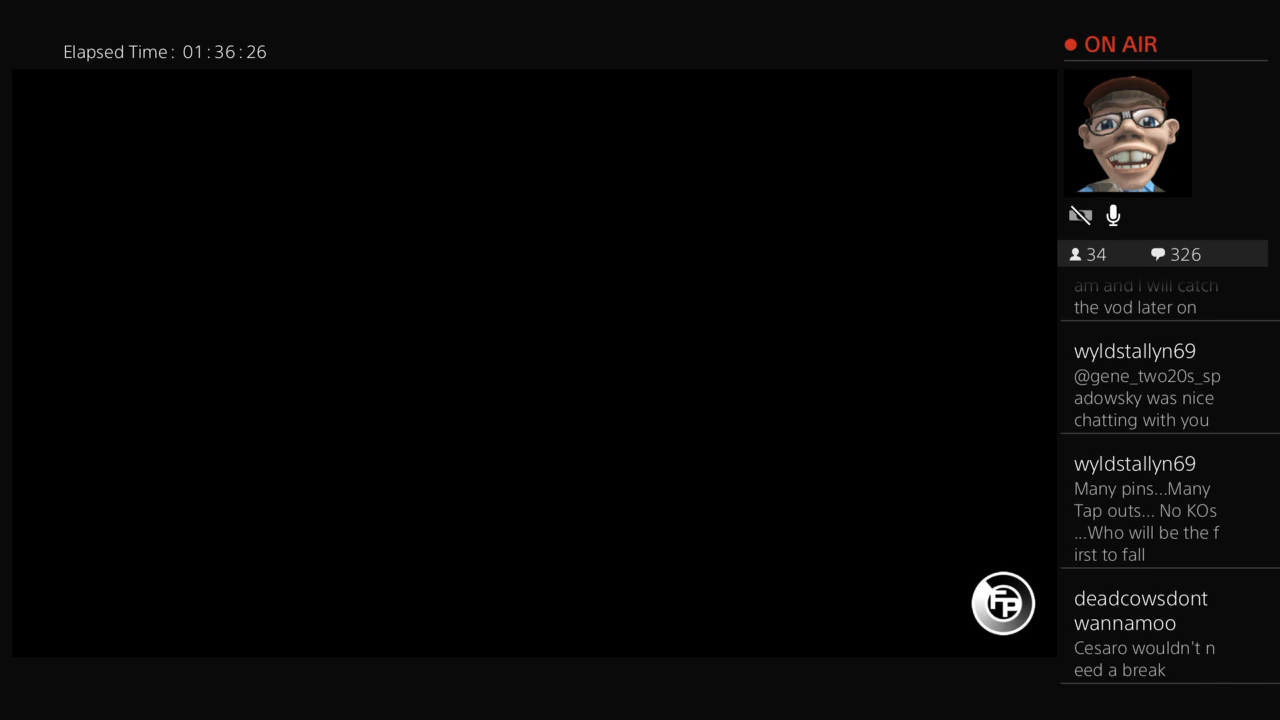 Elapsed Time: 01:36:26
ON AIR
34 326
am and I will catch
the vod later on
wyldstallyn69
@gene_two20s_sp
adowsky was nice
chatting with you
wyldstallyn69
Many pins...Many
Tap outs... No KOs
...Who will be the f
irst to fall
FP
deadcowsdont
wannamoo
Cesaro wouldn't n
eed a break